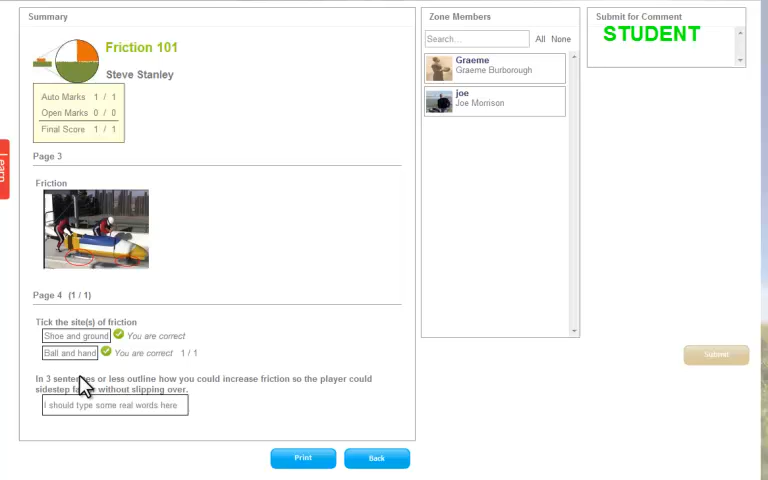 Summary
Friction 101
Steve Stanley
Auto Marks 1 / 1
Open Marks 0 / 0
Final Score 1 / 1
Page 3
Friction
Page 4 (1 / 1)
Tick the site(s) of friction
Shoe and ground You are correct
Ball and hand You are correct 1 / 1
In 3 sentences or less outline how you could increase friction so the player could
sidestep without slipping over.
I should type some real words here
Print
Back
Zone Members
Search...
All None
Graeme
Graeme Burborough
joe
Joe Morrison
Submit for Comment
STUDENT
Submit
Learn